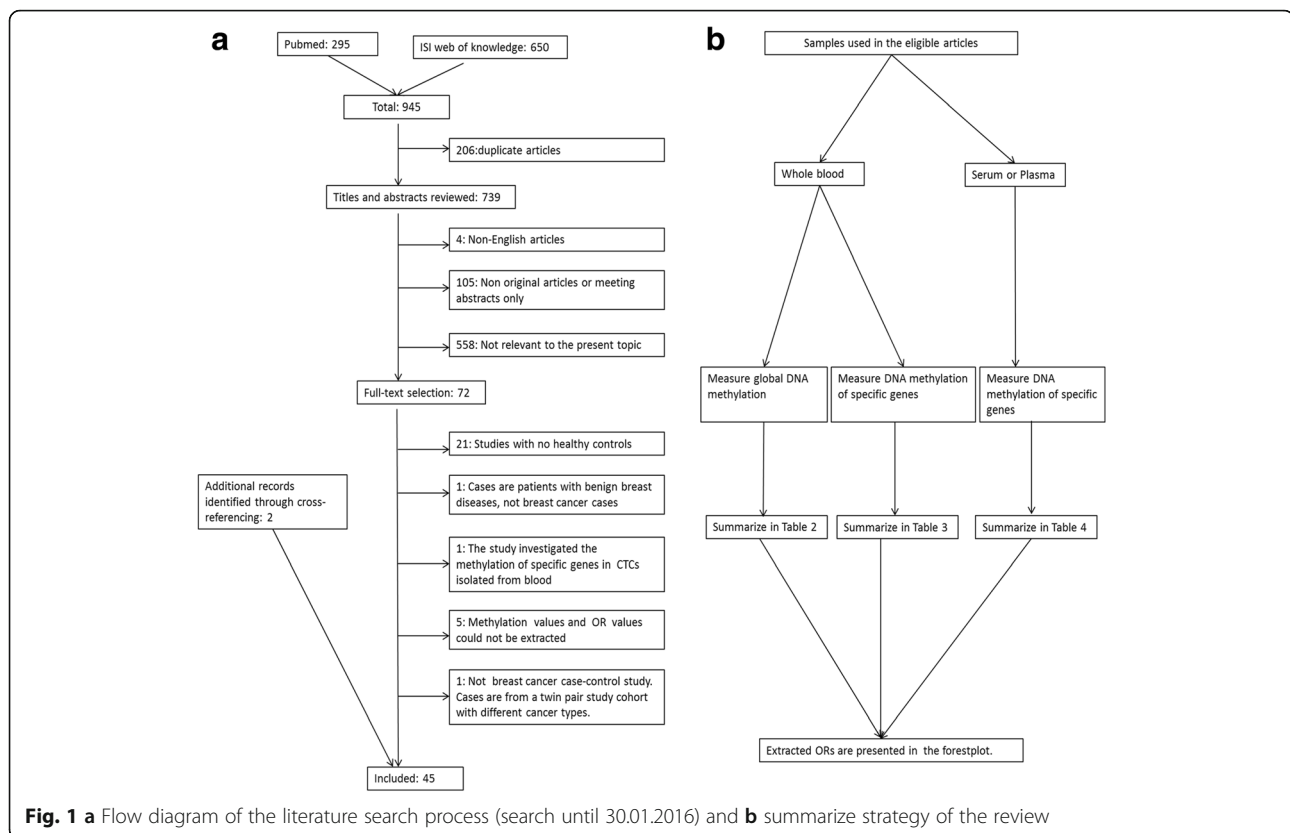 a
Pubmed: 295
ISI web of knowledge: 650
Total: 945
206:duplicate articles
Titles and abstracts reviewed: 739
4: Non-English articles
105: Non original articles or meeting
abstracts only
558: Not relevant to the present topic
Full-text selection: 72
21: Studies with no healthy controls
Additional records
identified through cross-
referencing: 2
1: Cases are patients with benign breast
diseases, not breast cancer cases
1: The study investigated the
methylation of specific genes in CTCs
isolated from blood
5: Methylation values and OR values
could not be extracted
1: Not breast cancer case-control study.
Cases are from a twin pair study cohort
with different cancer types.
Included: 45
b
Samples used in the eligible articles
Whole blood
Serum or Plasma
Measure global DNA
methylation
Measure DNA methylation
of specific genes
Measure DNA
methylation of specific
genes
Summarize in Table 2
Summarize in Table 3
Summarize in Table 4
Extracted ORs are presented in the forestplot.
Fig. 1 a Flow diagram of the literature search process (search until 30.01.2016) and b summarize strategy of the review